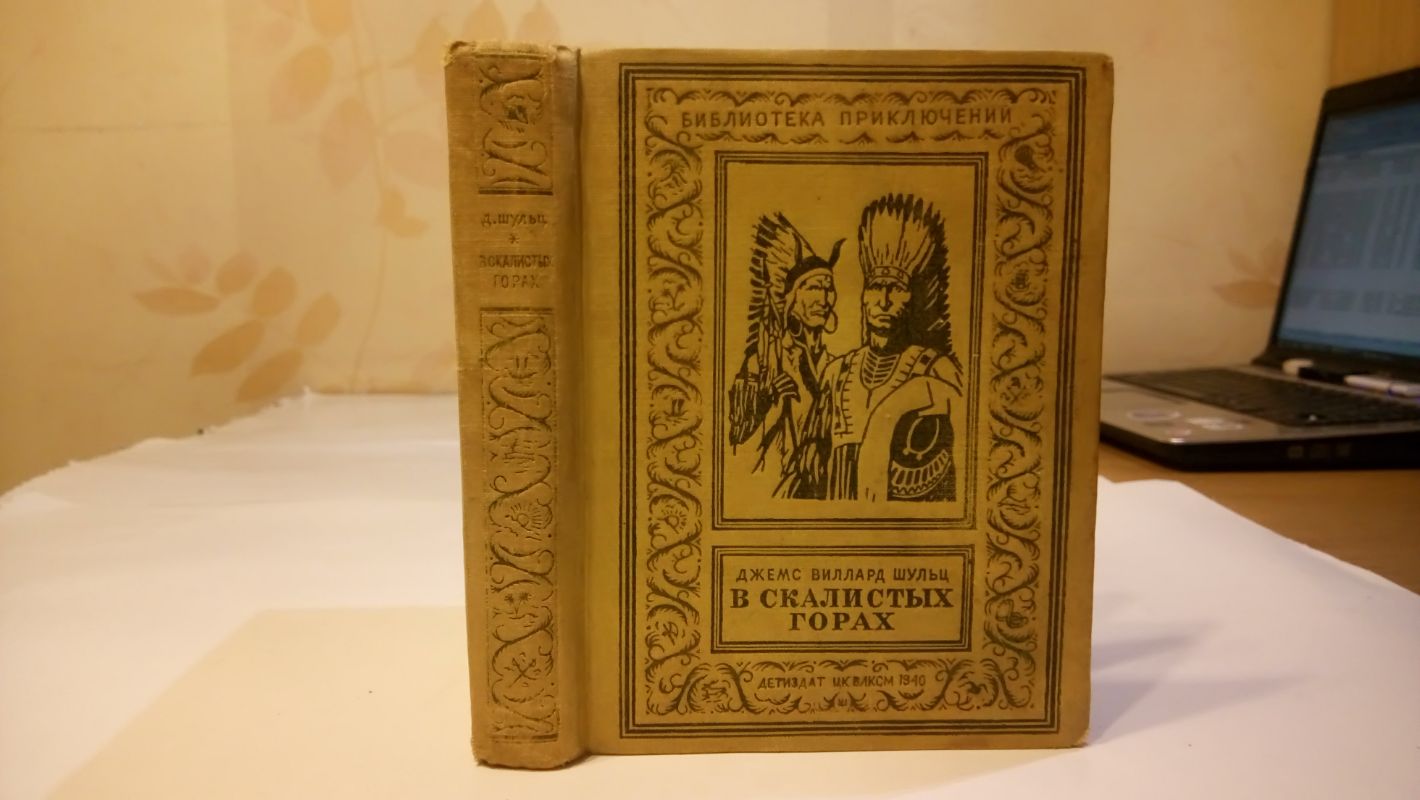 Д. ШУЛЬЦ
В СКАЛИСТЫХ
ГОРАХ
БИБЛИОТЕКА ПРИКЛЮЧЕНИЙ
ДЖЕМС ВИЛЛАРД ШУЛЬЦ
В СКАЛИСТЫХ
ГОРАХ
ДЕТИЗДАТ ЦК ВЛКСМ 1940